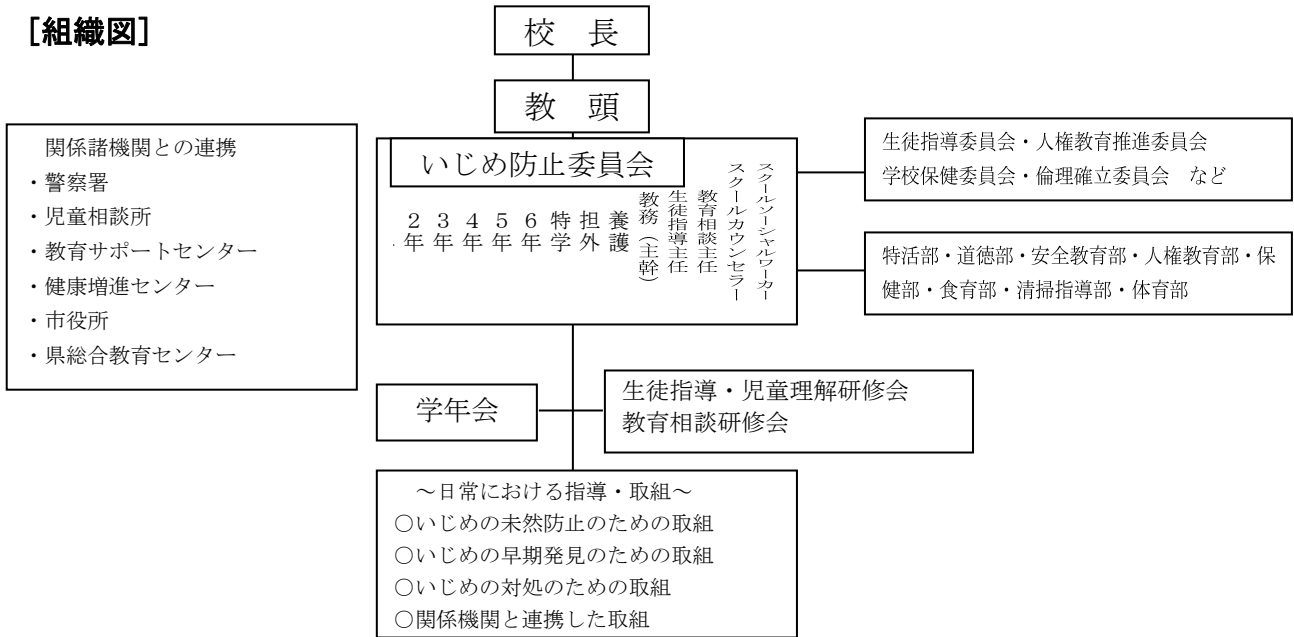 ［組織図］
校　長
教　頭
関係諸機関との連携
・警察署
・児童相談所
・教育サポートセンター
・健康増進センター
・市役所
・県総合教育センター
いじめ防止委員会
２年
３年
４年
５年
６年
特学
担外
養護
教務（主幹）
生徒指導主任
教育相談主任
スクールカウンセラー
スクールソーシャルワーカー
生徒指導委員会・人権教育推進委員会
学校保健委員会・倫理確立委員会　など
特活部・道徳部・安全教育部・人権教育部・保
健部・食育部・清掃指導部・体育部
学年会
生徒指導・児童理解研修会
教育相談研修会
～日常における指導・取組～
○いじめの未然防止のための取組
○いじめの早期発見のための取組
○いじめの対処のための取組
○関係機関と連携した取組